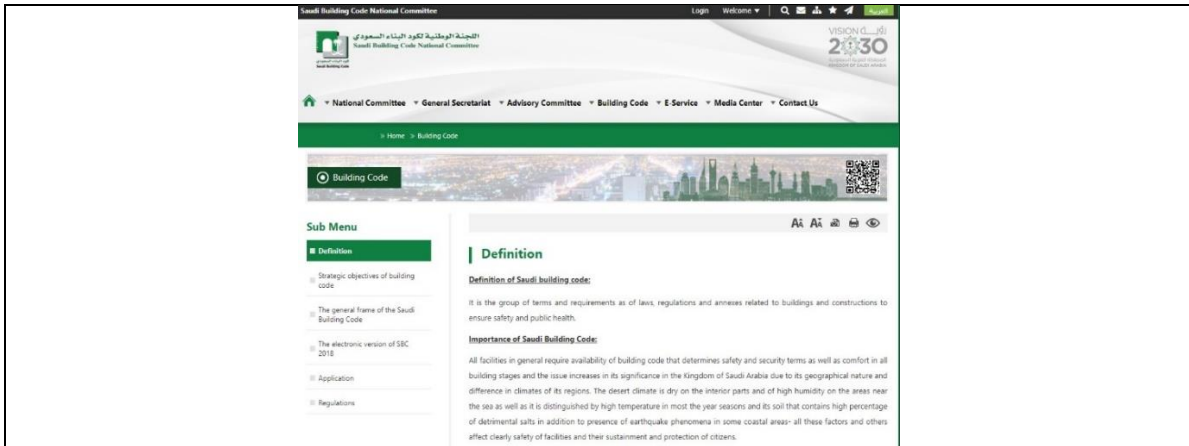 Saudi Building Code National Committee
Login Welcome
العربية
اللجنة الوطنية لكود البناء السعودي
Saudi Building Code National Committee
Saudi Building Code
VISION رؤيـــة
2030
المملكة العربية السعودية
KINGDOM OF SAUDI ARABIA
National Committee General Secretariat Advisory Committee Building Code E-Service Media Center Contact Us
> Home > Building Code
Building Code
Sub Menu
Definition
Strategic objectives of building
code
The general frame of the Saudi
Building Code
The electronic version of SBC
2018
Application
Regulations
Definition
Definition of Saudi building code:
It is the group of terms and requirements as of laws, regulations and annexes related to buildings and constructions to
ensure safety and public health.
Importance of Saudi Building Code:
All facilities in general require availability of building code that determines safety and security terms as well as comfort in all
building stages and the issue increases in its significance in the Kingdom of Saudi Arabia due to its geographical nature and
difference in climates of its regions. The desert climate is dry on the interior parts and of high humidity on the areas near
the sea as well as it is distinguished by high temperature in most the year seasons and its soil that contains high percentage
of detrimental salts in addition to presence of earthquake phenomena in some coastal areas- all these factors and others
affect clearly safety of facilities and their sustainment and protection of citizens.